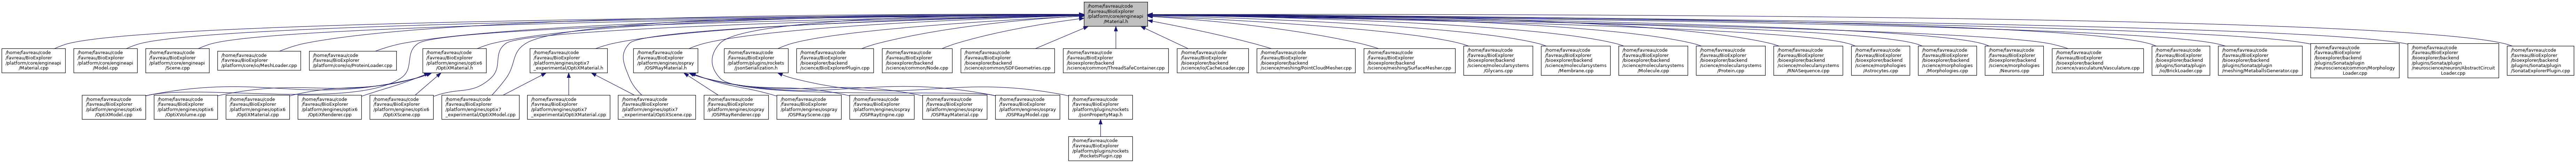 /home/favreau/code
/favreau/BioExplorer
/platform/core/engineapi
/Material.h
/home/favreau/code
/favreau/BioExplorer
/platform/core/engineapi
/Material.cpp
/home/favreau/code
/favreau/BioExplorer
/platform/core/engineapi
/Model.cpp
/home/favreau/code
/favreau/BioExplorer
/platform/core/engineapi
/Scene.cpp
/home/favreau/code
/favreau/BioExplorer
/platform/core/io/MeshLoader.cpp
/home/favreau/code
/favreau/BioExplorer
/platform/core/io/ProteinLoader.cpp
/home/favreau/code
/favreau/BioExplorer
/platform/engines/optix6
/OptiXMaterial.h
/home/favreau/code
/favreau/BioExplorer
/platform/engines/optix7
_experimental/OptiXMaterial.h
/home/favreau/code
/favreau/BioExplorer
/platform/engines/ospray
/OSPRayMaterial.h
/home/favreau/code
/favreau/BioExplorer
/platform/plugins/rockets
/jsonSerialization.h
/home/favreau/code
/favreau/BioExplorer
/bioexplorer/backend
/science/BioExplorerPlugin.cpp
/home/favreau/code
/favreau/BioExplorer
/bioexplorer/backend
/science/common/Node.cpp
/home/favreau/code
/favreau/BioExplorer
/bioexplorer/backend
/science/common/SDFGeometries.cpp
/home/favreau/code
/favreau/BioExplorer
/bioexplorer/backend
/science/common/ThreadSafeContainer.cpp
/home/favreau/code
/favreau/BioExplorer
/bioexplorer/backend
/science/io/CacheLoader.cpp
/home/favreau/code
/favreau/BioExplorer
/bioexplorer/backend
/science/meshing/PointCloudMesher.cpp
/home/favreau/code
/favreau/BioExplorer
/bioexplorer/backend
/science/meshing/SurfaceMesher.cpp
/home/favreau/code
/favreau/BioExplorer
/bioexplorer/backend
/science/molecularsystems
/Glycans.cpp
/home/favreau/code
/favreau/BioExplorer
/bioexplorer/backend
/science/molecularsystems
/Membrane.cpp
/home/favreau/code
/favreau/BioExplorer
/bioexplorer/backend
/science/molecularsystems
/Molecule.cpp
/home/favreau/code
/favreau/BioExplorer
/bioexplorer/backend
/science/molecularsystems
/Protein.cpp
/home/favreau/code
/favreau/BioExplorer
/bioexplorer/backend
/science/molecularsystems
/RNASequence.cpp
/home/favreau/code
/favreau/BioExplorer
/bioexplorer/backend
/science/morphologies
/Astrocytes.cpp
/home/favreau/code
/favreau/BioExplorer
/bioexplorer/backend
/science/morphologies
/Morphologies.cpp
/home/favreau/code
/favreau/BioExplorer
/bioexplorer/backend
/science/morphologies
/Neurons.cpp
/home/favreau/code
/favreau/BioExplorer
/bioexplorer/backend
/science/vasculature/Vasculature.cpp
/home/favreau/code
/favreau/BioExplorer
/bioexplorer/backend
/plugins/Sonata/plugin
/io/BrickLoader.cpp
/home/favreau/code
/favreau/BioExplorer
/bioexplorer/backend
/plugins/Sonata/plugin
/meshing/MetaballsGenerator.cpp
/home/favreau/code
/favreau/BioExplorer
/bioexplorer/backend
/plugins/Sonata/plugin
/neuroscience/common/Morphology
Loader.cpp
/home/favreau/code
/favreau/BioExplorer
/bioexplorer/backend
/plugins/Sonata/plugin
/neuroscience/neuron/AbstractCircuit
Loader.cpp
/home/favreau/code
/favreau/BioExplorer
/bioexplorer/backend
/plugins/Sonata/plugin
/SonataExplorerPlugin.cpp
/home/favreau/code
/favreau/BioExplorer
/platform/engines/optix6
/OptiXModel.cpp
/home/favreau/code
/favreau/BioExplorer
/platform/engines/optix6
/OptiXVolume.cpp
/home/favreau/code
/favreau/BioExplorer
/platform/engines/optix6
/OptiXMaterial.cpp
/home/favreau/code
/favreau/BioExplorer
/platform/engines/optix6
/OptiXRenderer.cpp
/home/favreau/code
/favreau/BioExplorer
/platform/engines/optix6
/OptiXScene.cpp
/home/favreau/code
/favreau/BioExplorer
/platform/engines/optix7
_experimental/OptiXModel.cpp
/home/favreau/code
/favreau/BioExplorer
/platform/engines/optix7
_experimental/OptiXMaterial.cpp
/home/favreau/code
/favreau/BioExplorer
/platform/engines/optix7
_experimental/OptiXScene.cpp
/home/favreau/code
/favreau/BioExplorer
/platform/engines/ospray
/OSPRayRenderer.cpp
/home/favreau/code
/favreau/BioExplorer
/platform/engines/ospray
/OSPRayScene.cpp
/home/favreau/code
/favreau/BioExplorer
/platform/engines/ospray
/OSPRayEngine.cpp
/home/favreau/code
/favreau/BioExplorer
/platform/engines/ospray
/OSPRayMaterial.cpp
/home/favreau/code
/favreau/BioExplorer
/platform/engines/ospray
/OSPRayModel.cpp
/home/favreau/code
/favreau/BioExplorer
/platform/plugins/rockets
/jsonPropertyMap.h
/home/favreau/code
/favreau/BioExplorer
/platform/plugins/rockets
/RocketsPlugin.cpp